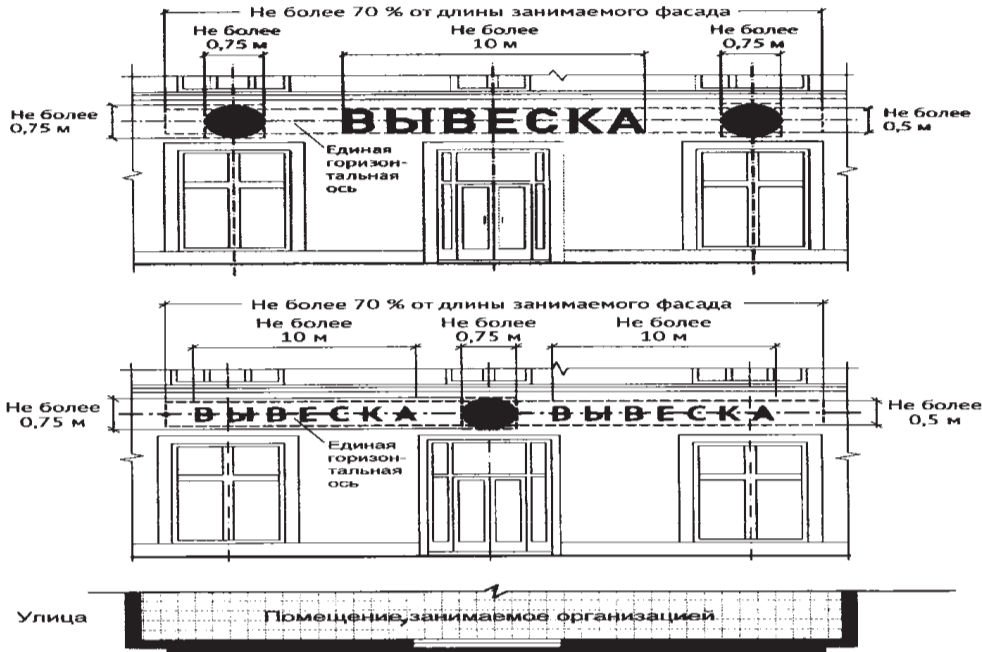 Не более 70 % от длины занимаемого фасада
Не более
0,75 м
Не более
10 м
Не более
0,75 м
Не более
0,75 м
ВЫВЕСКА
Не более
0,5 м
Единая
горизон-
тальная
ось
Не более 70 % от длины занимаемого фасада
Не более
10 м
Не более
0,75 м
Не более
10 м
Не более
0,75 м
ВЫВЕСКА
ВЫВЕСКА
Не более
0,5 м
Единая
горизон-
тальная
ось
Улица
Помещение,занимаемое организацией